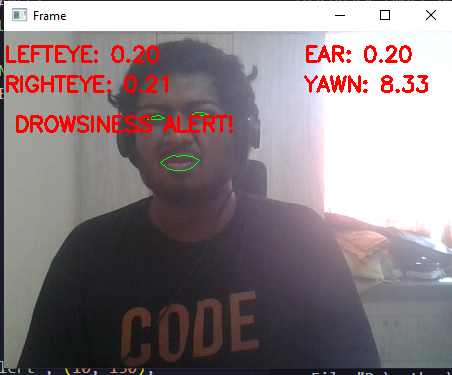 Frame
LEFTEYE: 0.20 EAR: 0.20
RIGHTEYE: 0.21 YAWN: 8.33
DROWSINESS ALERT!
CODE